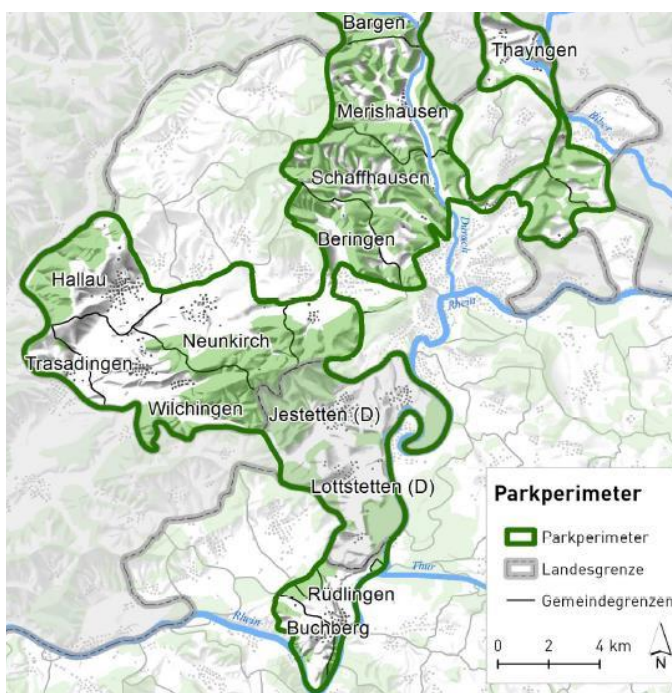 Bargen
Thayngen
Merishausen
Biber
Schaffhausen
Durach
Beringen
Hallau
Rhein
Neunkirch
Trasadingen
Wilchingen
Jestetten (D)
Lottstetten (D)
Parkperimeter
Parkperimeter
Landesgrenze
Gemeindegrenzen
Thur
Rüdlingen
Rhein
Buchberg
0 2 4 km
N